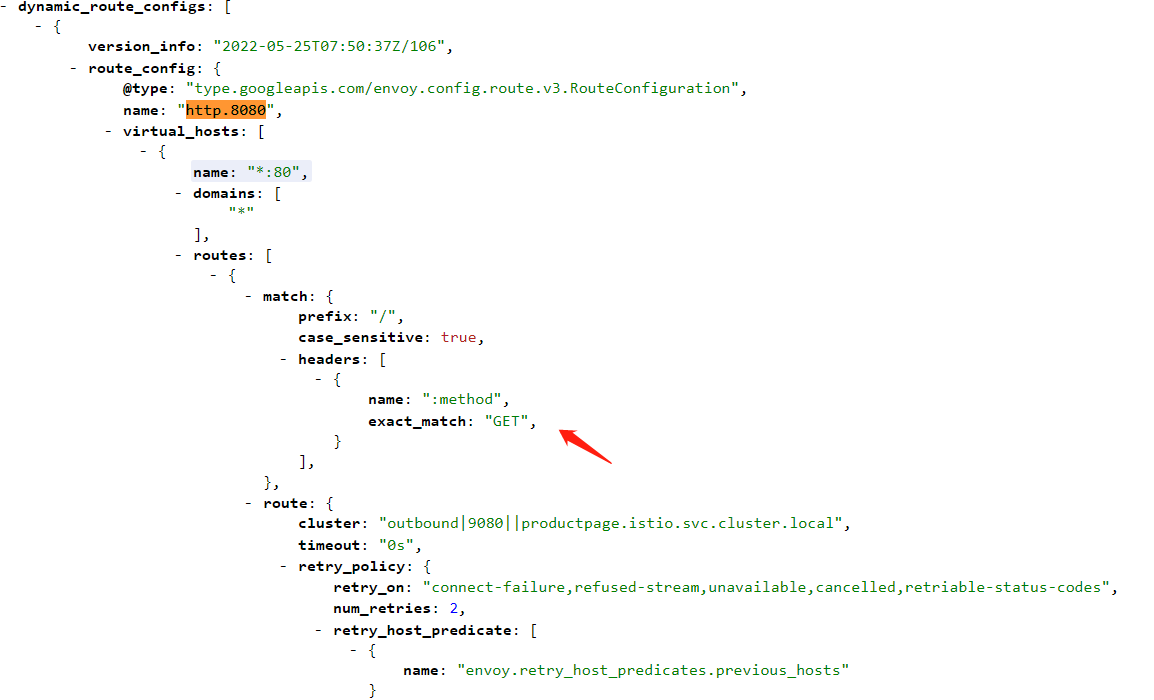 - dynamic_route_configs: [
- {
version_info: "2022-05-25T07:50:37Z/106",
- route_config: {
@type: "type.googleapis.com/envoy.config.route.v3.RouteConfiguration",
name: "http.8080",
- virtual_hosts: [
- {
name: "*:80",
- domains: [
"*"
],
- routes: [
- {
- match: {
prefix: "/",
case_sensitive: true,
- headers: [
- {
name: ":method",
exact_match: "GET",
}
],
},
- route: {
cluster: "outbound|9080||productpage.istio.svc.cluster.local",
timeout: "0s",
- retry_policy: {
retry_on: "connect-failure,refused-stream,unavailable,cancelled,retriable-status-codes",
num_retries: 2,
- retry_host_predicate: [
- {
name: "envoy.retry_host_predicates.previous_hosts"
}